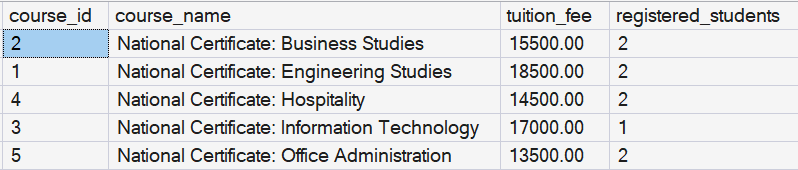 course_id course_name tuition_fee registered_students
2 National Certificate: Business Studies 15500.00 2
1 National Certificate: Engineering Studies 18500.00 2
4 National Certificate: Hospitality 14500.00 2
3 National Certificate: Information Technology 17000.00 1
5 National Certificate: Office Administration 13500.00 2